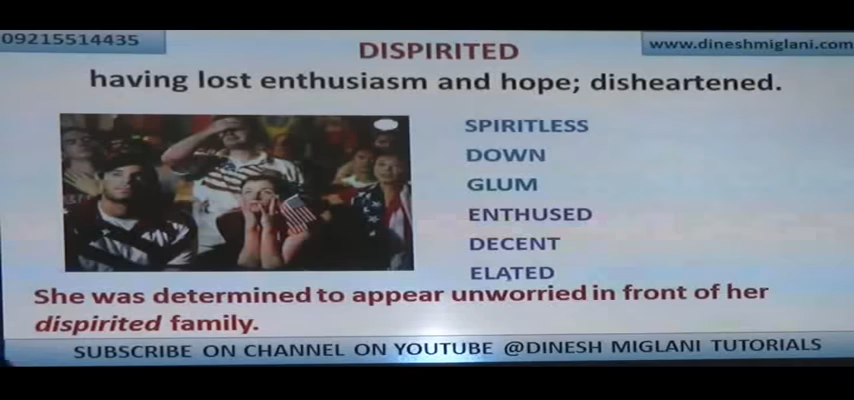 09215514435
www.dineshmiglani.com
DISPIRITED
having lost enthusiasm and hope; disheartened.
SPIRITLESS
DOWN
GLUM
ENTHUSED
DECENT
ELATED
She was determined to appear unworried in front of her
dispirited family.
SUBSCRIBE ON CHANNEL ON YOUTUBE @DINESH MIGLANI TUTORIALS